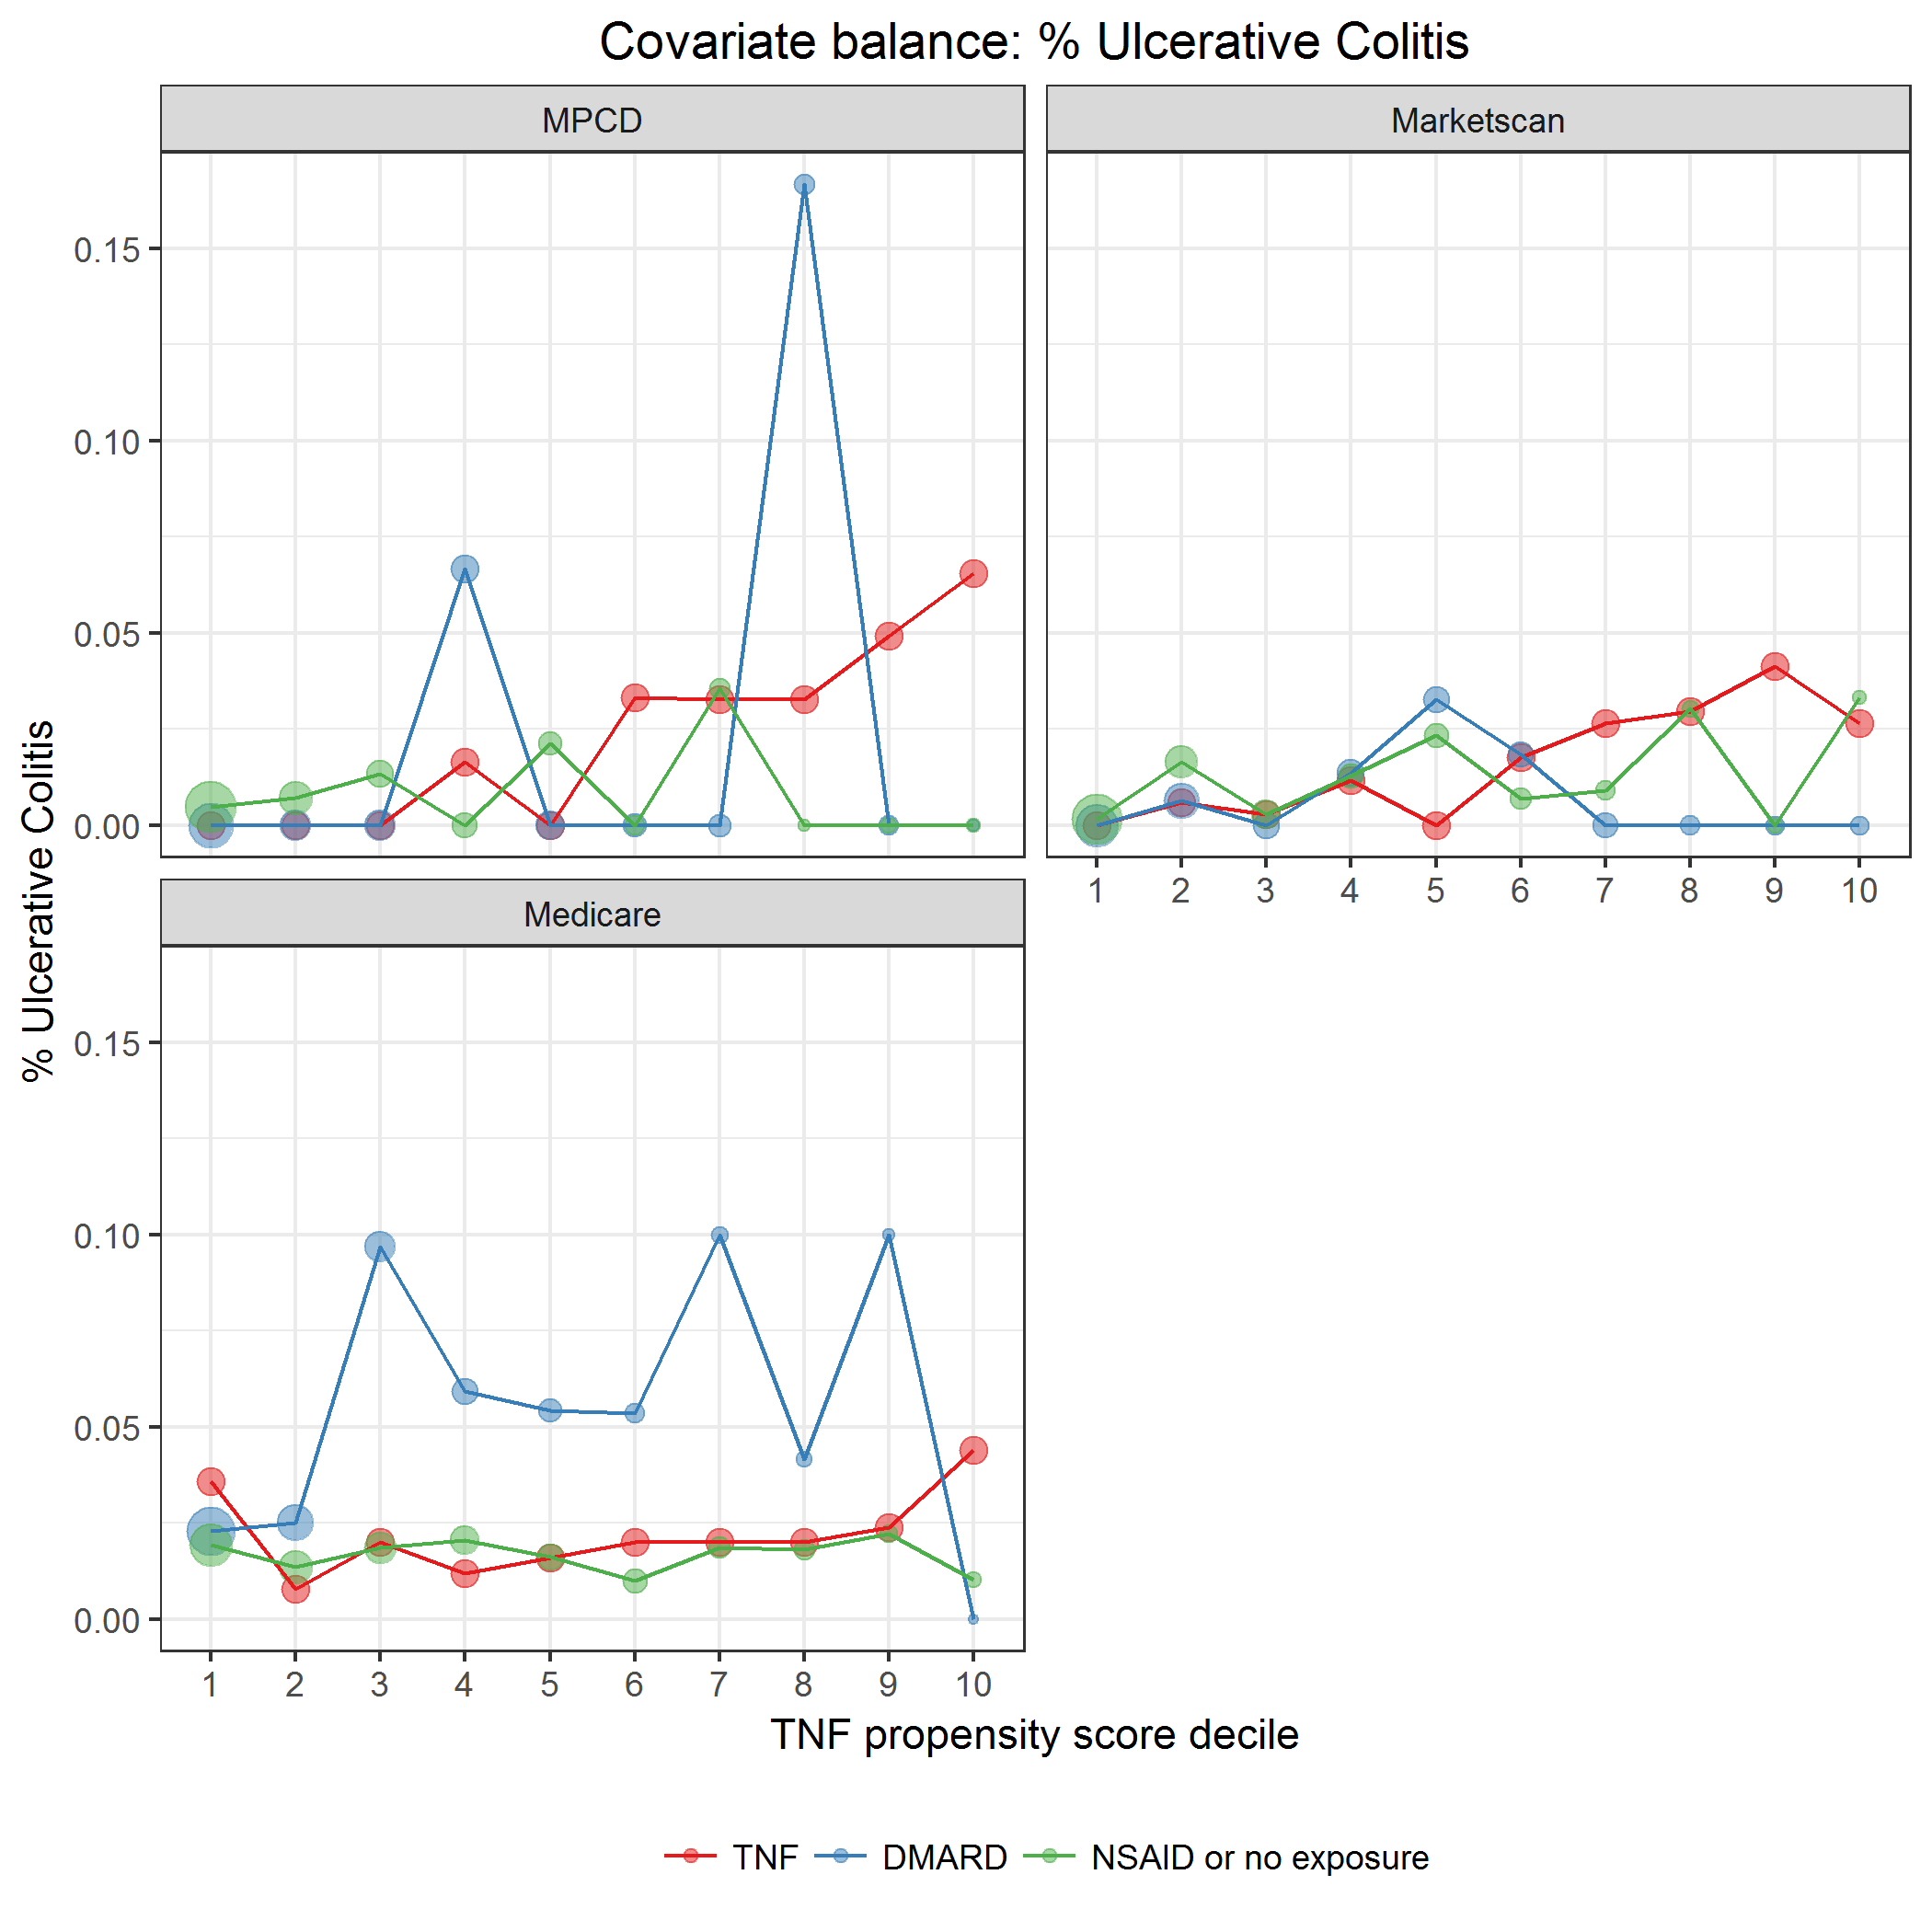 Covariate balance: % Ulcerative Colitis
MPCD
Marketscan
0.15
0.10
0.05
0.00
% Ulcerative Colitis
1 2 3 4 5 6 7 8 9 10
Medicare
0.15
0.10
0.05
0.00
1 2 3 4 5 6 7 8 9 10
TNF propensity score decile
TNF DMARD NSAID or no exposure